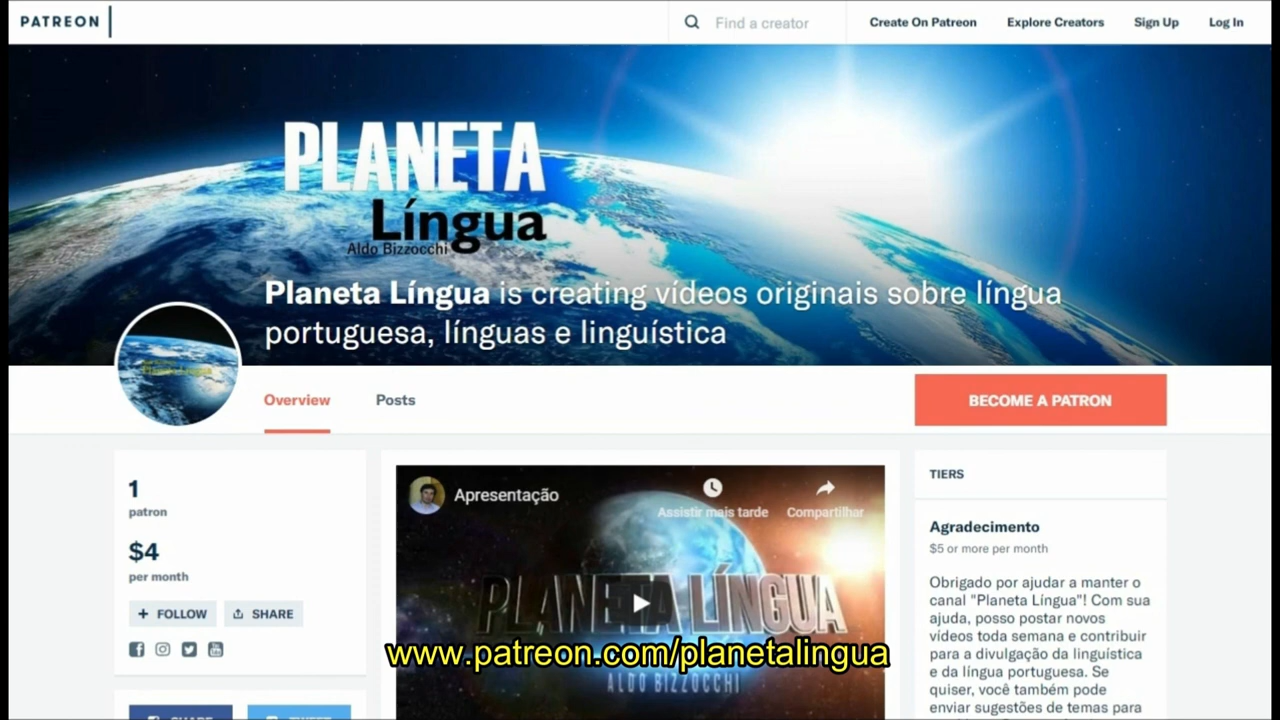 PATREON
Find a creator
Create On Patreon
Explore Creators
Sign Up
Log In
PLANETA
Língua
Aldo Bizzocchi
Planeta Língua is creating vídeos originais sobre língua
portuguesa, línguas e linguística
Overview
Posts
BECOME A PATRON
1
patron
$4
per month
+ FOLLOW
SHARE
Apresentação
Assistir mais tarde
Compartilhar
PLANETA LÍNGUA
www.patreon.com/planetalingua
ALDO BIZZOCCHI
TIERS
Agradecimento
$5 or more per month
Obrigado por ajudar a manter o
canal "Planeta Língua"! Com sua
ajuda, posso postar novos
vídeos toda semana e contribuir
para a divulgação da linguística
e da língua portuguesa. Se
quiser, você também pode
enviar sugestões de temas para
SHARE
TWEET